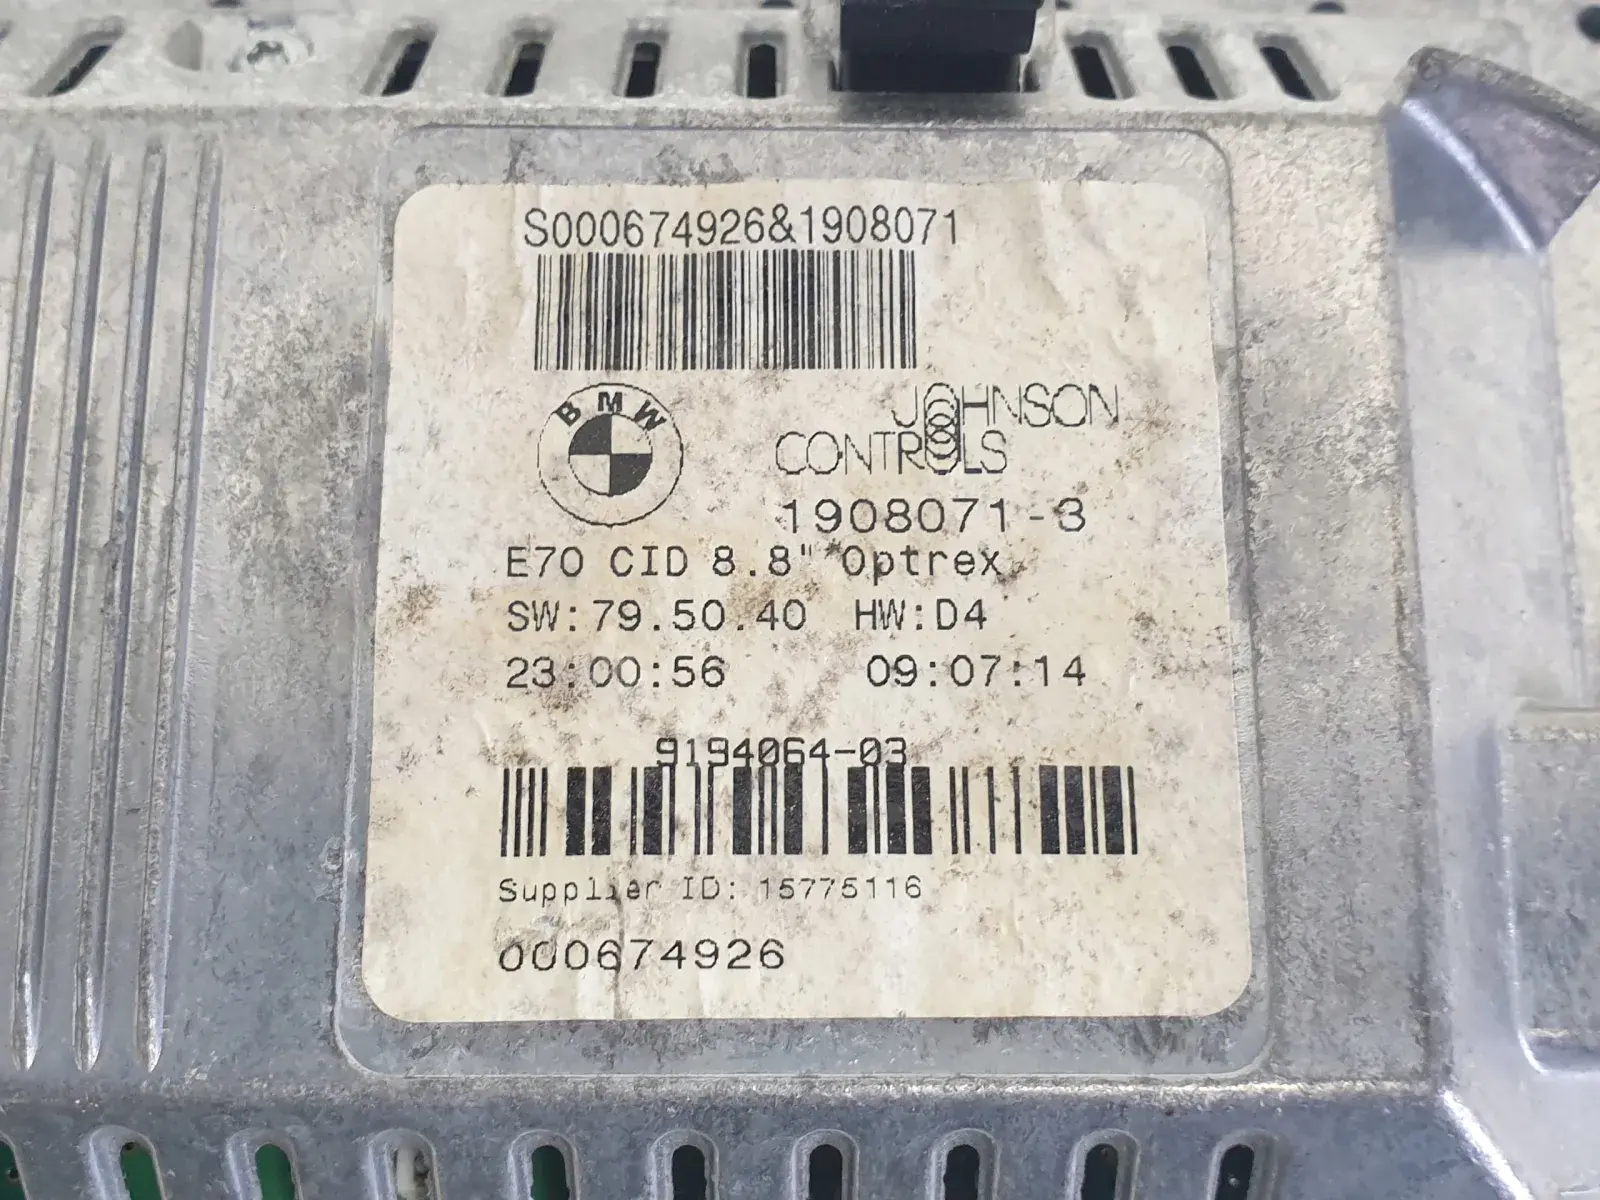 S000674926&1908071
BMW
JOHNSON
CONTROLS
1908071-3
E70 CID 8.8" Optrex
SW:79.50.40 HW:D4
23:00:56 09:07:14
9194064-03
Supplier ID: 15775116
000674926